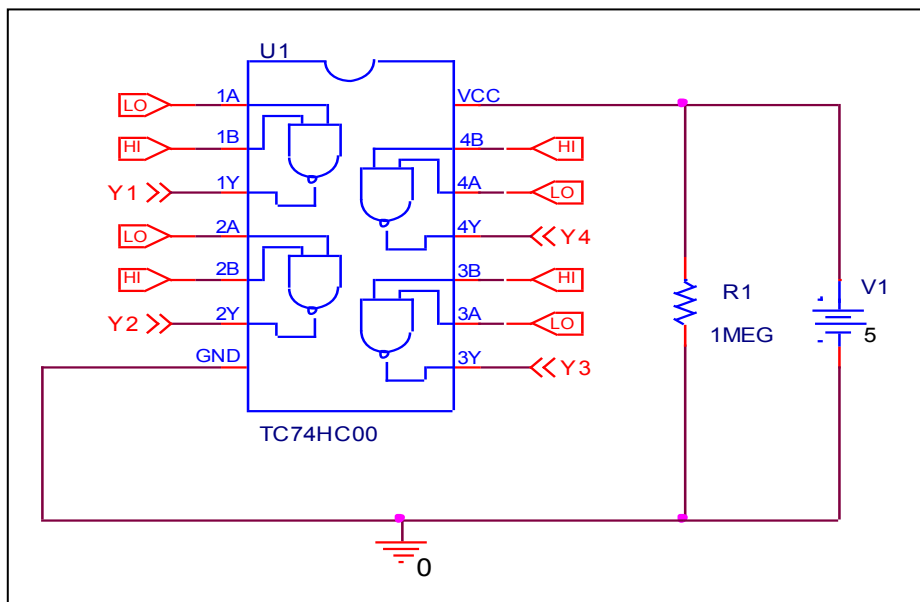 U1
LO 1A VCC
HI 1B 4B HI
Y1 1Y 4A LO
LO 2A 4Y Y4
HI 2B 3B HI
R1 V1
Y2 2Y 3A LO
1MEG 5
GND 3Y Y3
TC74HC00
0